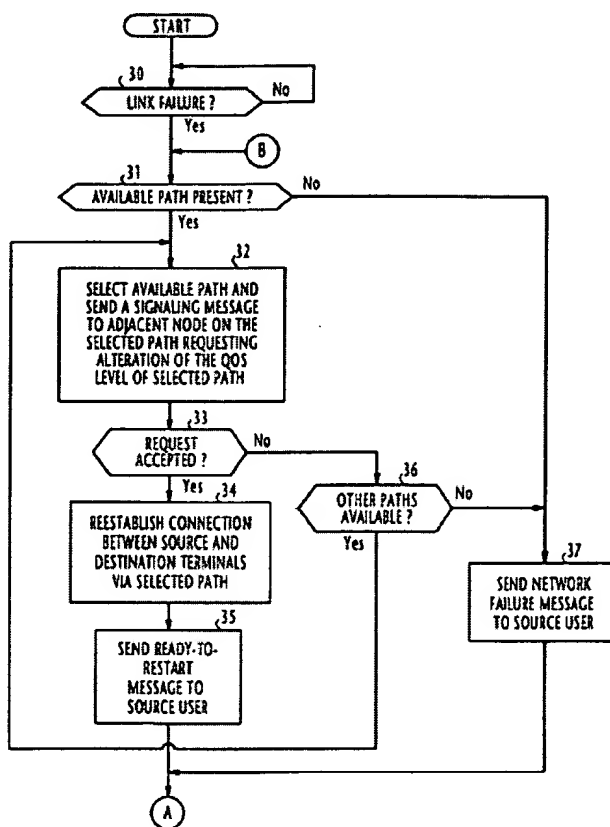 START
30
LINK FAILURE ?
No
Yes
B
31
AVAILABLE PATH PRESENT ?
No
Yes
32
SELECT AVAILABLE PATH AND
SEND A SIGNALING MESSAGE
TO ADJACENT NODE ON THE
SELECTED PATH REQUESTING
ALTERATION OF THE QOS
LEVEL OF SELECTED PATH
33
REQUEST
ACCEPTED ?
No
Yes
36
OTHER PATHS
AVAILABLE ?
No
Yes
34
REESTABLISH CONNECTION
BETWEEN SOURCE AND
DESTINATION TERMINALS
VIA SELECTED PATH
37
SEND NETWORK
FAILURE MESSAGE
TO SOURCE USER
35
SEND READY-TO-
RESTART
MESSAGE TO
SOURCE USER
A